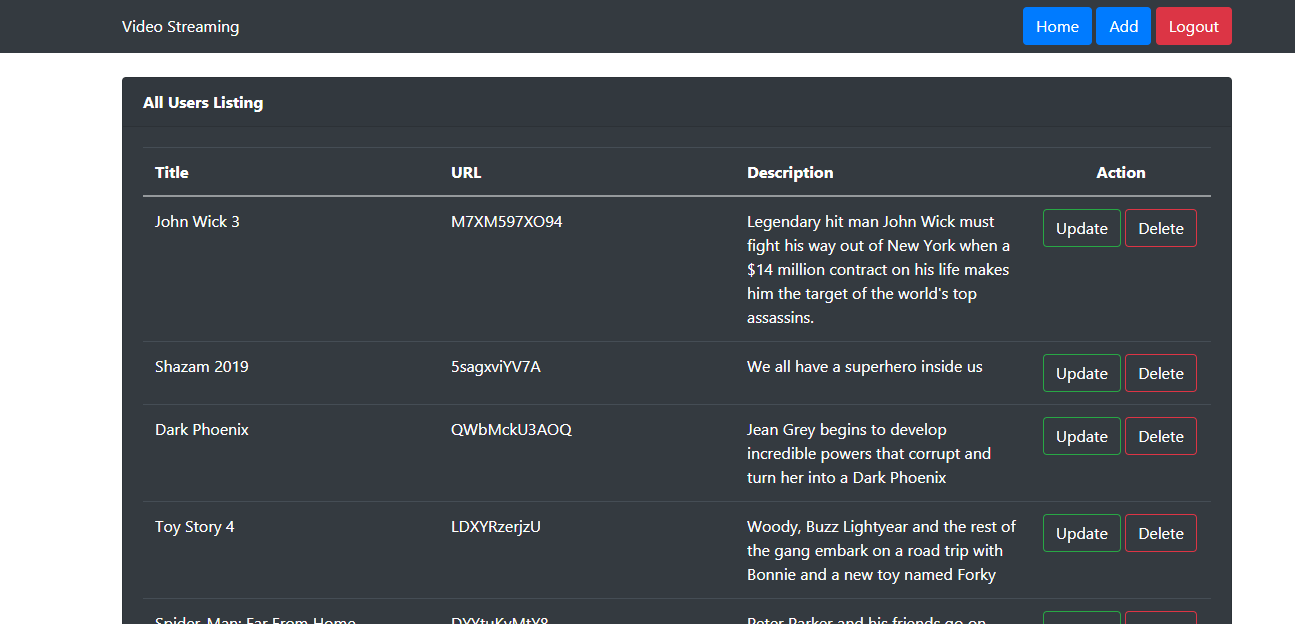 Video Streaming Home Add Logout
All Users Listing
Title URL Description Action
John Wick 3 M7XM597XO94 Legendary hit man John Wick must Update Delete
fight his way out of New York when a
$14 million contract on his life makes
him the target of the world's top
assassins.
Shazam 2019 5sagxviYV7A We all have a superhero inside us Update Delete
Dark Phoenix QWbMckU3AOQ Jean Grey begins to develop Update Delete
incredible powers that corrupt and
turn her into a Dark Phoenix
Toy Story 4 LDXYRzerjzU Woody, Buzz Lightyear and the rest of Update Delete
the gang embark on a road trip with
Bonnie and a new toy named Forky
Spider-Man: Far From Home Peter Parker and his friends go on